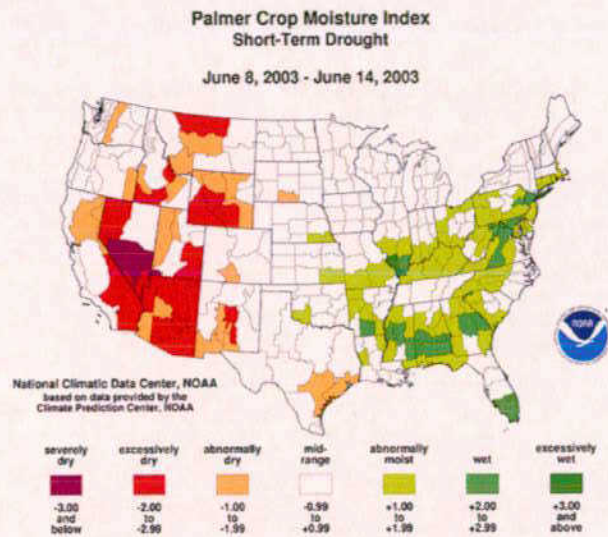 Palmer Crop Moisture Index
Short-Term Drought
June 8, 2003 - June 14, 2003
noaa
National Climatic Data Center, NOAA
based on data provided by the
Climate Prediction Center, NOAA
severely dry
excessively dry
abnormally dry
mid-range
abnormally moist
wet
excessively wet
-3.00 and below
-2.00 to -2.99
-1.00 to -1.99
-0.99 to +0.99
+1.00 to +1.99
+2.00 to +2.99
+3.00 and above